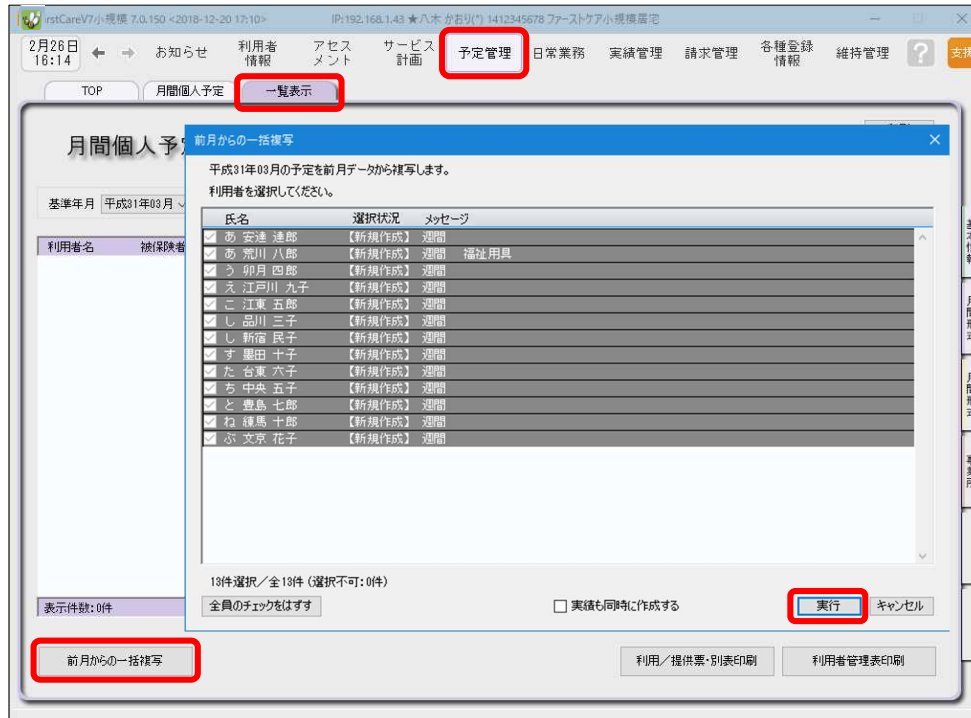 irstCareV7小規模 7.0.150 <2018-12-20 17:10> IP:192.168.1.43 ★八木 かおり(*) 1412345678 ファーストケア小規模居宅
2月26日 16:14 お知らせ 利用者情報 アセスメント サービス計画 予定管理 日常業務 実績管理 請求管理 各種登録情報 維持管理 ? 支援
TOP 月間個人予定 一覧表示
月間個人予
前月からの一括複写
平成31年03月の予定を前月データから複写します。
利用者を選択してください。
基準年月 平成31年03月
利用者名 被保険者
氏名 選択状況 メッセージ
あ 安達 達郎 【新規作成】 週間
あ 荒川 八郎 【新規作成】 週間 福祉用具
う 卯月 四郎 【新規作成】 週間
え 江戸川 九子 【新規作成】 週間
こ 江東 五郎 【新規作成】 週間
し 品川 三子 【新規作成】 週間
し 新宿 民子 【新規作成】 週間
す 墨田 十子 【新規作成】 週間
た 台東 六子 【新規作成】 週間
ち 中央 五子 【新規作成】 週間
と 豊島 七郎 【新規作成】 週間
ね 練馬 十郎 【新規作成】 週間
ぶ 文京 花子 【新規作成】 週間
13件選択／全13件 (選択不可:0件)
全員のチェックをはずす 実績も同時に作成する 実行 キャンセル
表示件数:0件
前月からの一括複写 利用／提供票・別表印刷 利用者管理表印刷